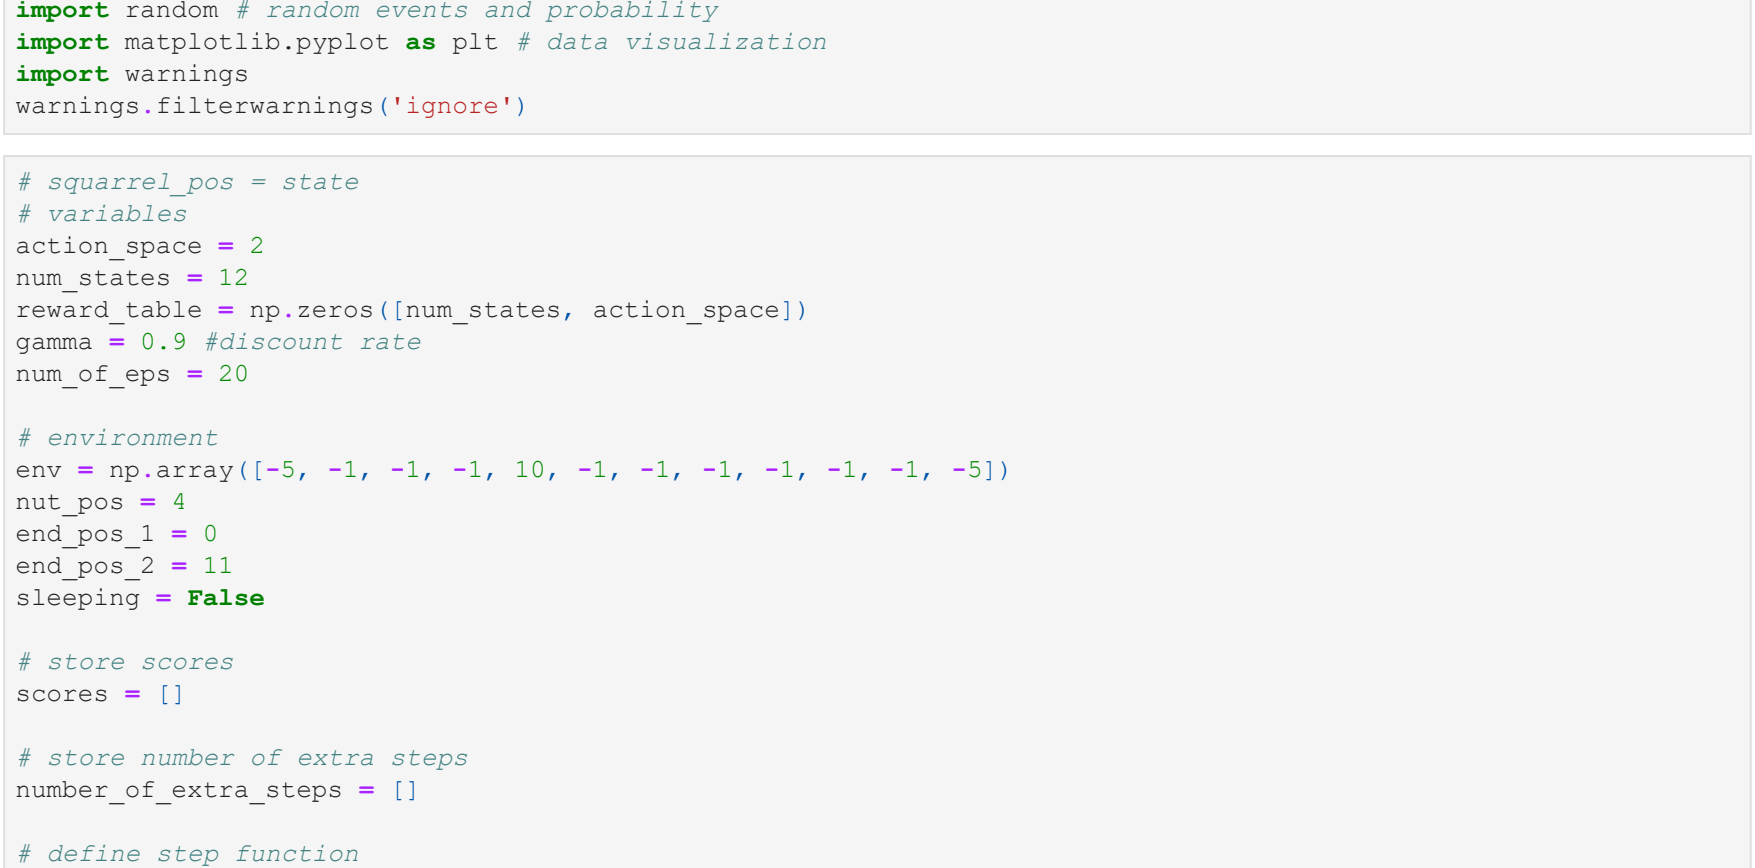 import random # random events and probability
import matplotlib.pyplot as plt # data visualization
import warnings
warnings.filterwarnings('ignore')
# squarrel_pos = state
# variables
action_space = 2
num_states = 12
reward_table = np.zeros([num_states, action_space])
gamma = 0.9 #discount rate
num_of_eps = 20
# environment
env = np.array([-5, -1, -1, -1, 10, -1, -1, -1, -1, -1, -1, -5])
nut_pos = 4
end_pos_1 = 0
end_pos_2 = 11
sleeping = False
# store scores
scores = []
# store number of extra steps
number_of_extra_steps = []
# define step function